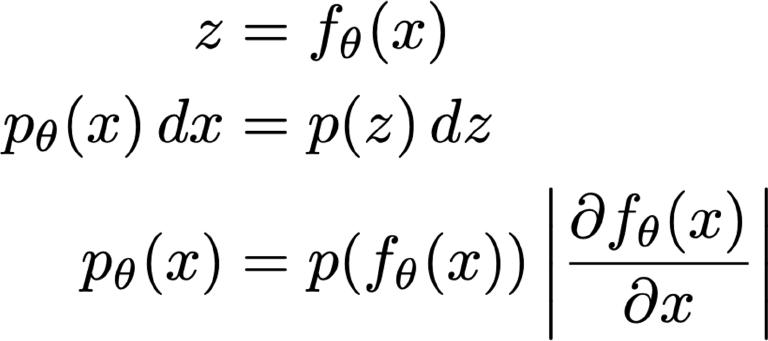 z = f_θ(x)
p_θ(x) dx = p(z) dz
p_θ(x) = p(f_θ(x)) |∂f_θ(x)/∂x|